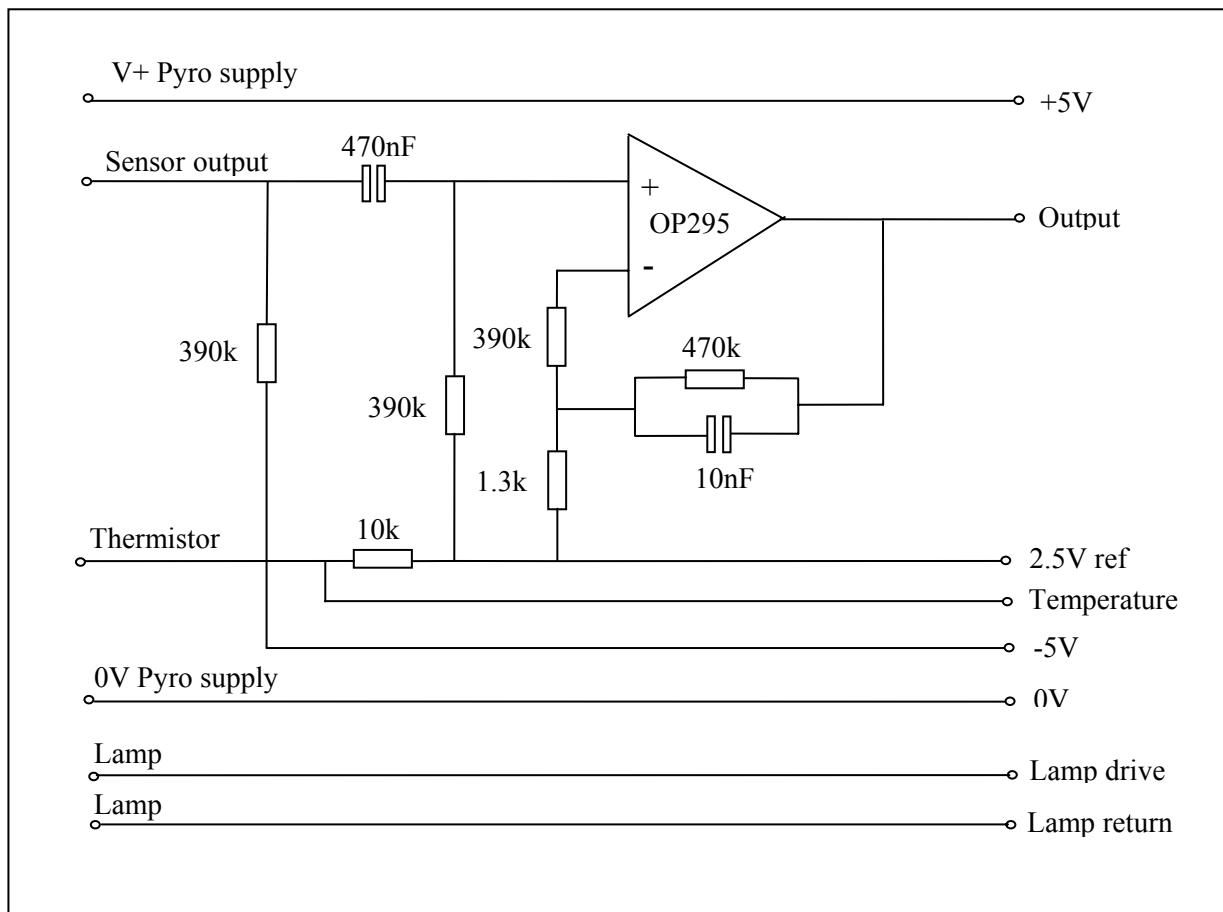 V+ Pyro supply
+5V
470nF
Sensor output
+
OP295
Output
-
390k
390k
470k
390k
10nF
1.3k
10k
Thermistor
2.5V ref
Temperature
-5V
0V Pyro supply
0V
Lamp
Lamp drive
Lamp
Lamp return